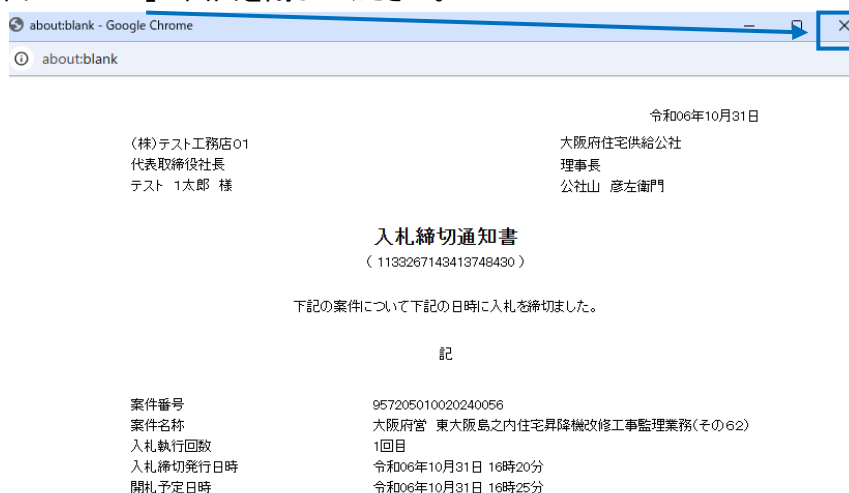 about:blank - Google Chrome
about:blank
令和06年10月31日
(株)テスト工務店01
大阪府住宅供給公社
代表取締役社長
理事長
テスト 1太郎 様
公社山 彦左衛門
入札締切通知書
( 1133267143413748430 )
下記の案件について下記の日時に入札を締切ました。
記
案件番号 957205010020240056
案件名称 大阪府営 東大阪島之内住宅昇降機改修工事監理業務(その62)
入札執行回数 1回目
入札締切発行日時 令和06年10月31日 16時20分
開札予定日時 令和06年10月31日 16時25分